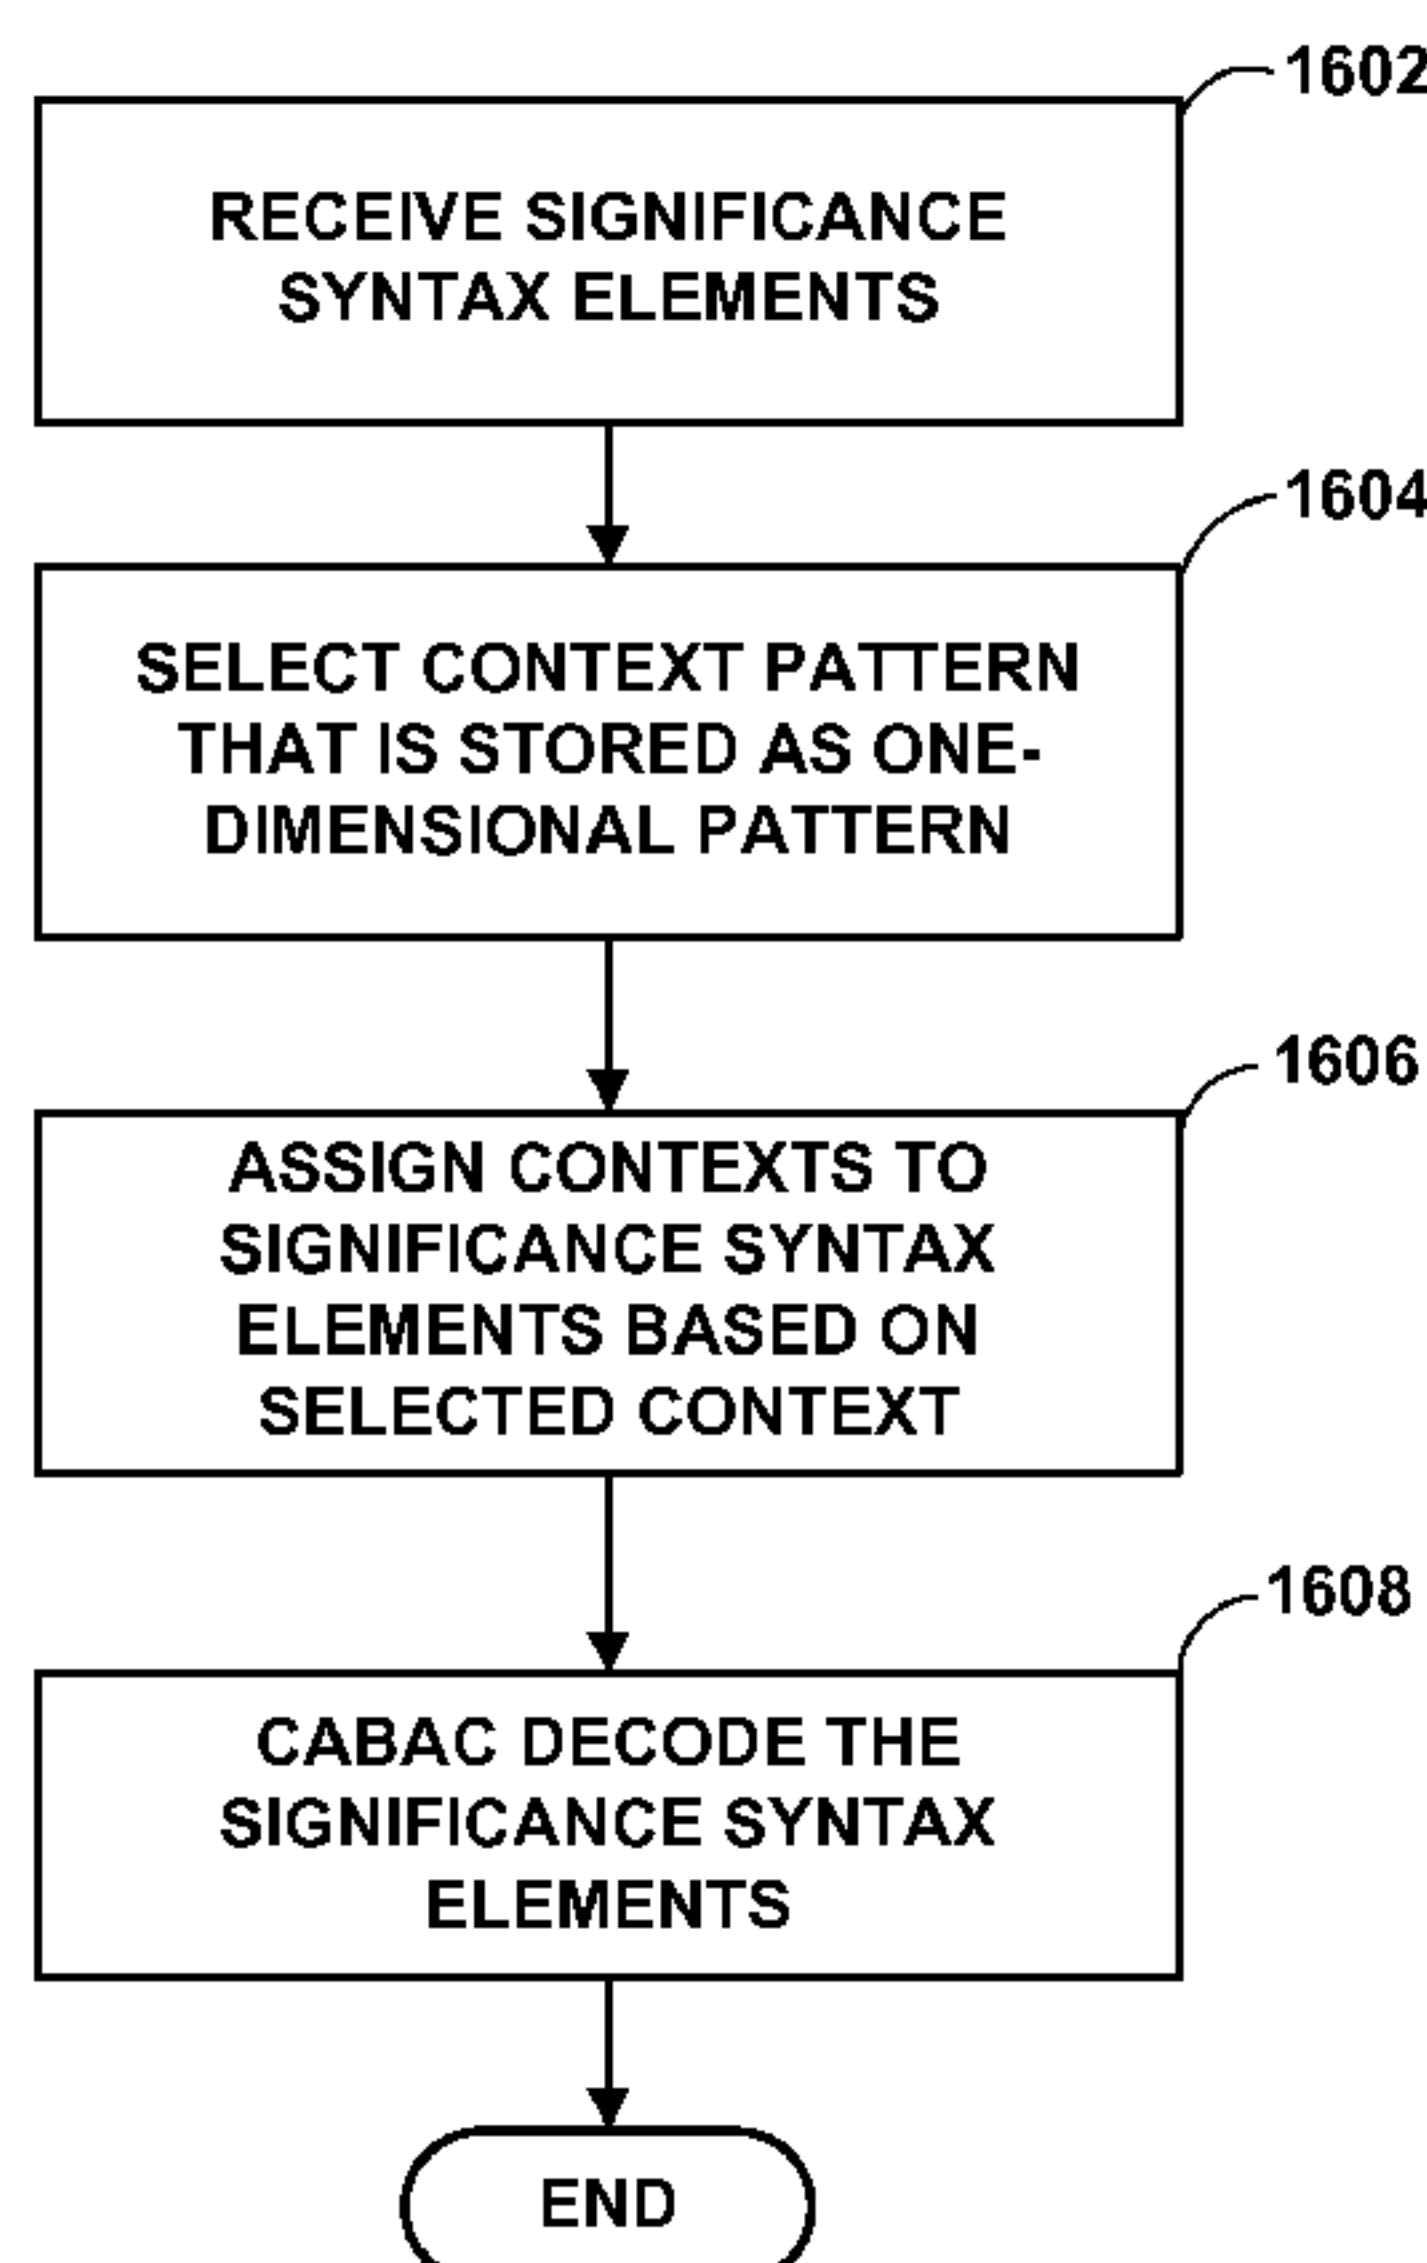 1602
RECEIVE SIGNIFICANCE
SYNTAX ELEMENTS
1604
SELECT CONTEXT PATTERN
THAT IS STORED AS ONE-
DIMENSIONAL PATTERN
1606
ASSIGN CONTEXTS TO
SIGNIFICANCE SYNTAX
ELEMENTS BASED ON
SELECTED CONTEXT
1608
CABAC DECODE THE
SIGNIFICANCE SYNTAX
ELEMENTS
END